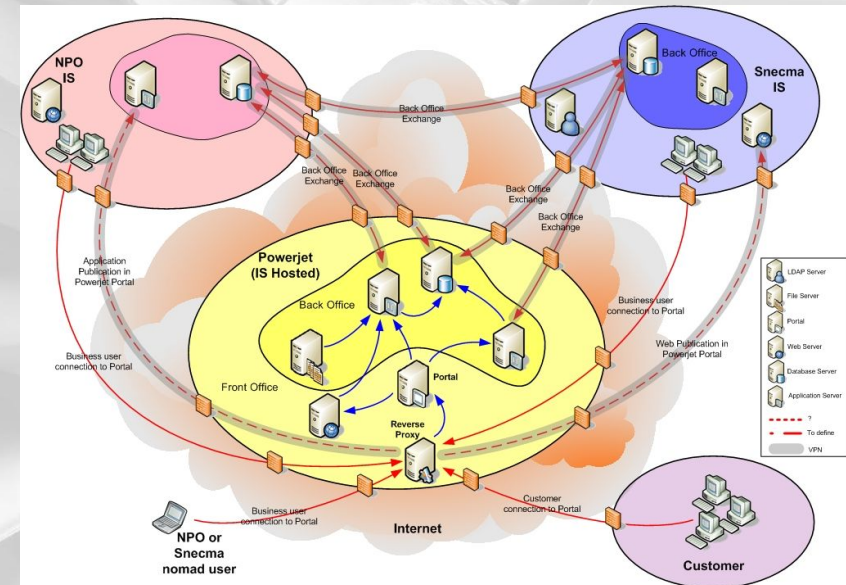 NPO
IS
Back Office
Snecma
IS
Back Office
Exchange
Back Office
Exchange
Back Office
Exchange
Back Office
Exchange
Back Office
Exchange
Powerjet
(IS Hosted)
Application
Publication in
Powerjet Portal
Back Office
Business user
connection to Portal
Business user
connection to Portal
Web Publication in
Powerjet Portal
Front Office
Portal
Reverse
Proxy
LDAP Server
File Server
Portal
Web Server
Database Server
Application Server
?
To define
VPN
Business user
connection to Portal
Customer
connection to Portal
Internet
NPO or
Snecma
nomad user
Customer